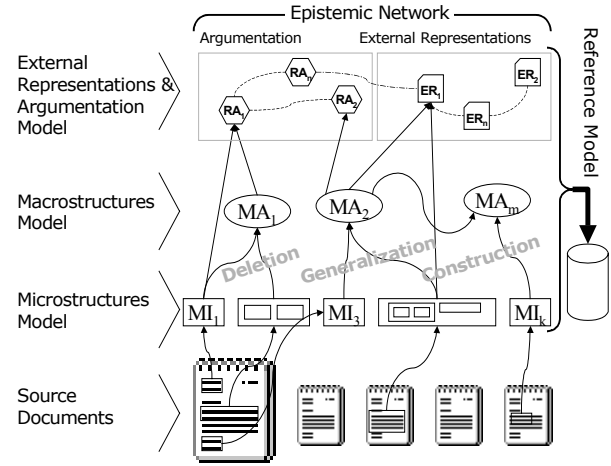 Epistemic Network
Argumentation
External Representations
External
Representations &
Argumentation
Model
RA1
RAn
RA2
ER1
ER2
ERn
Reference Model
Macrostructures
Model
MA1
MA2
MAm
Deletion
Generalization
Construction
Microstructures
Model
MI1
MI3
MIk
Source
Documents